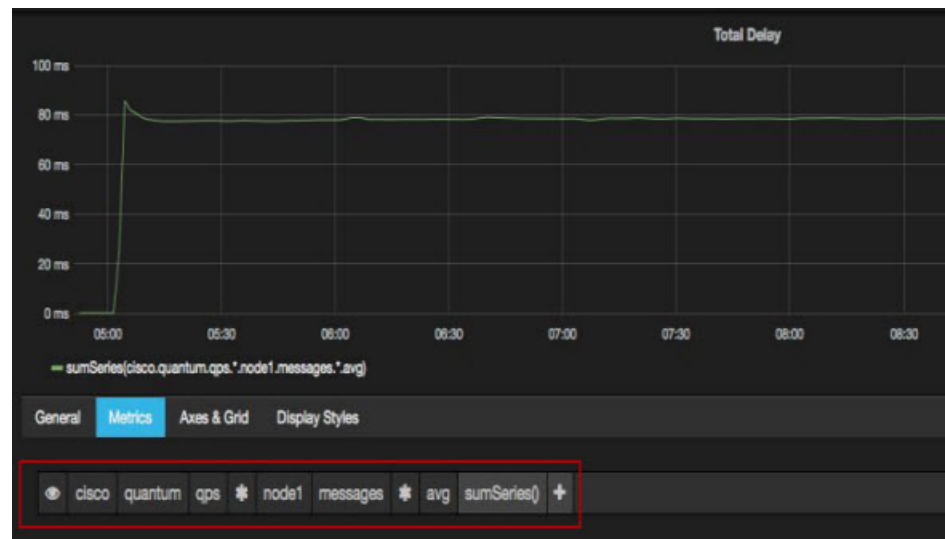 Total Delay
100 ms
80 ms
60 ms
40 ms
20 ms
0 ms
05:00 05:30 06:00 06:30 07:00 07:30 08:00 08:30
sumSeries(cisco.quantum.qps.*.node1.messages.*.avg)
General Metrics Axes & Grid Display Styles
cisco quantum qps * node1 messages * avg sumSeries() +